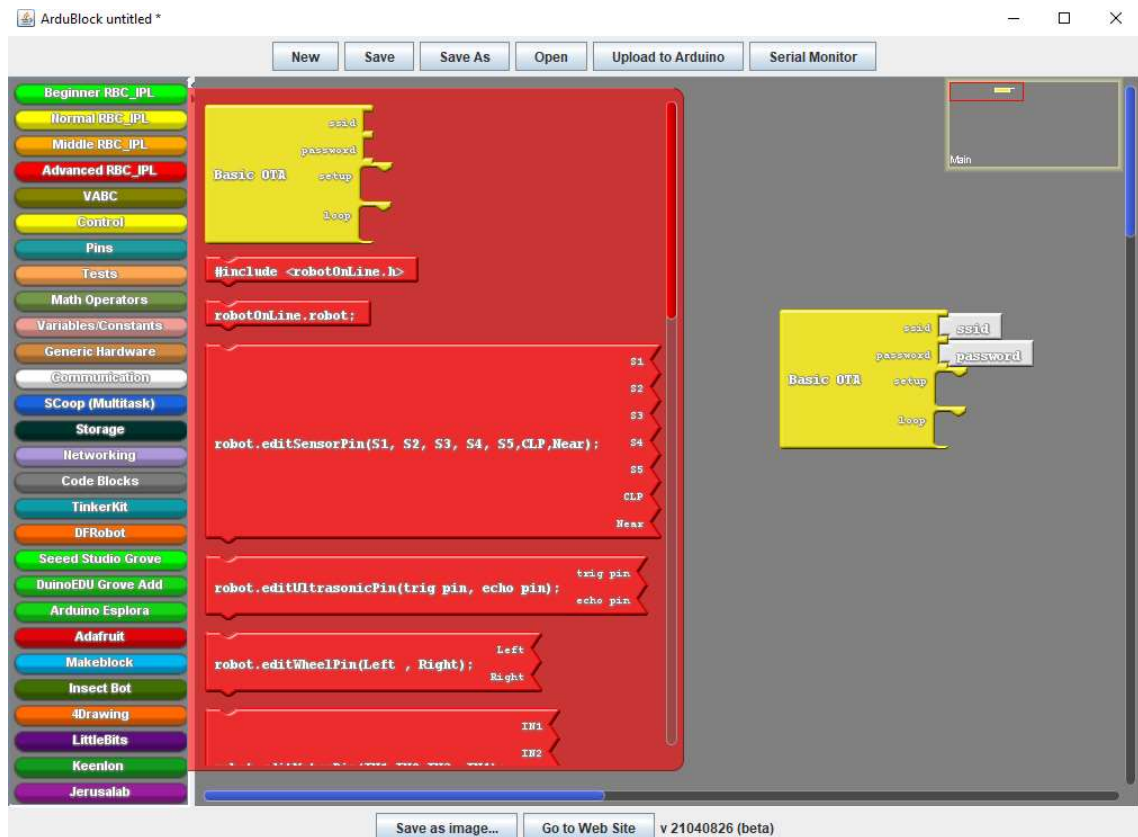 ArduBlock untitled *
New Save Save As Open Upload to Arduino Serial Monitor
Beginner RBC_IPL
Normal RBC_IPL
Middle RBC_IPL
Advanced RBC_IPL
VABC
Control
Pins
Tests
Math Operators
Variables/Constants
Generic Hardware
Communication
SCoop (Multitask)
Storage
Networking
Code Blocks
TinkerKit
DFRobot
Seeed Studio Grove
DuinoEDU Grove Add
Arduino Esplora
Adafruit
Makeblock
Insect Bot
4Drawing
LittleBits
Keenlon
Jerusalab
ssid
password
Basic OTA setup
loop
#include <robotOnLine.h>
robotOnLine.robot;
S1
S2
S3
robot.editSensorPin(S1, S2, S3, S4, S5,CLP,Near); S4
S5
CLP
Near
trig pin
robot.editUltrasonicPin(trig pin, echo pin);
echo pin
Left
robot.editWheelPin(Left , Right);
Right
IN1
IN2
Main
ssid ssid
password password
Basic OTA setup
loop
Save as image... Go to Web Site v 21040826 (beta)